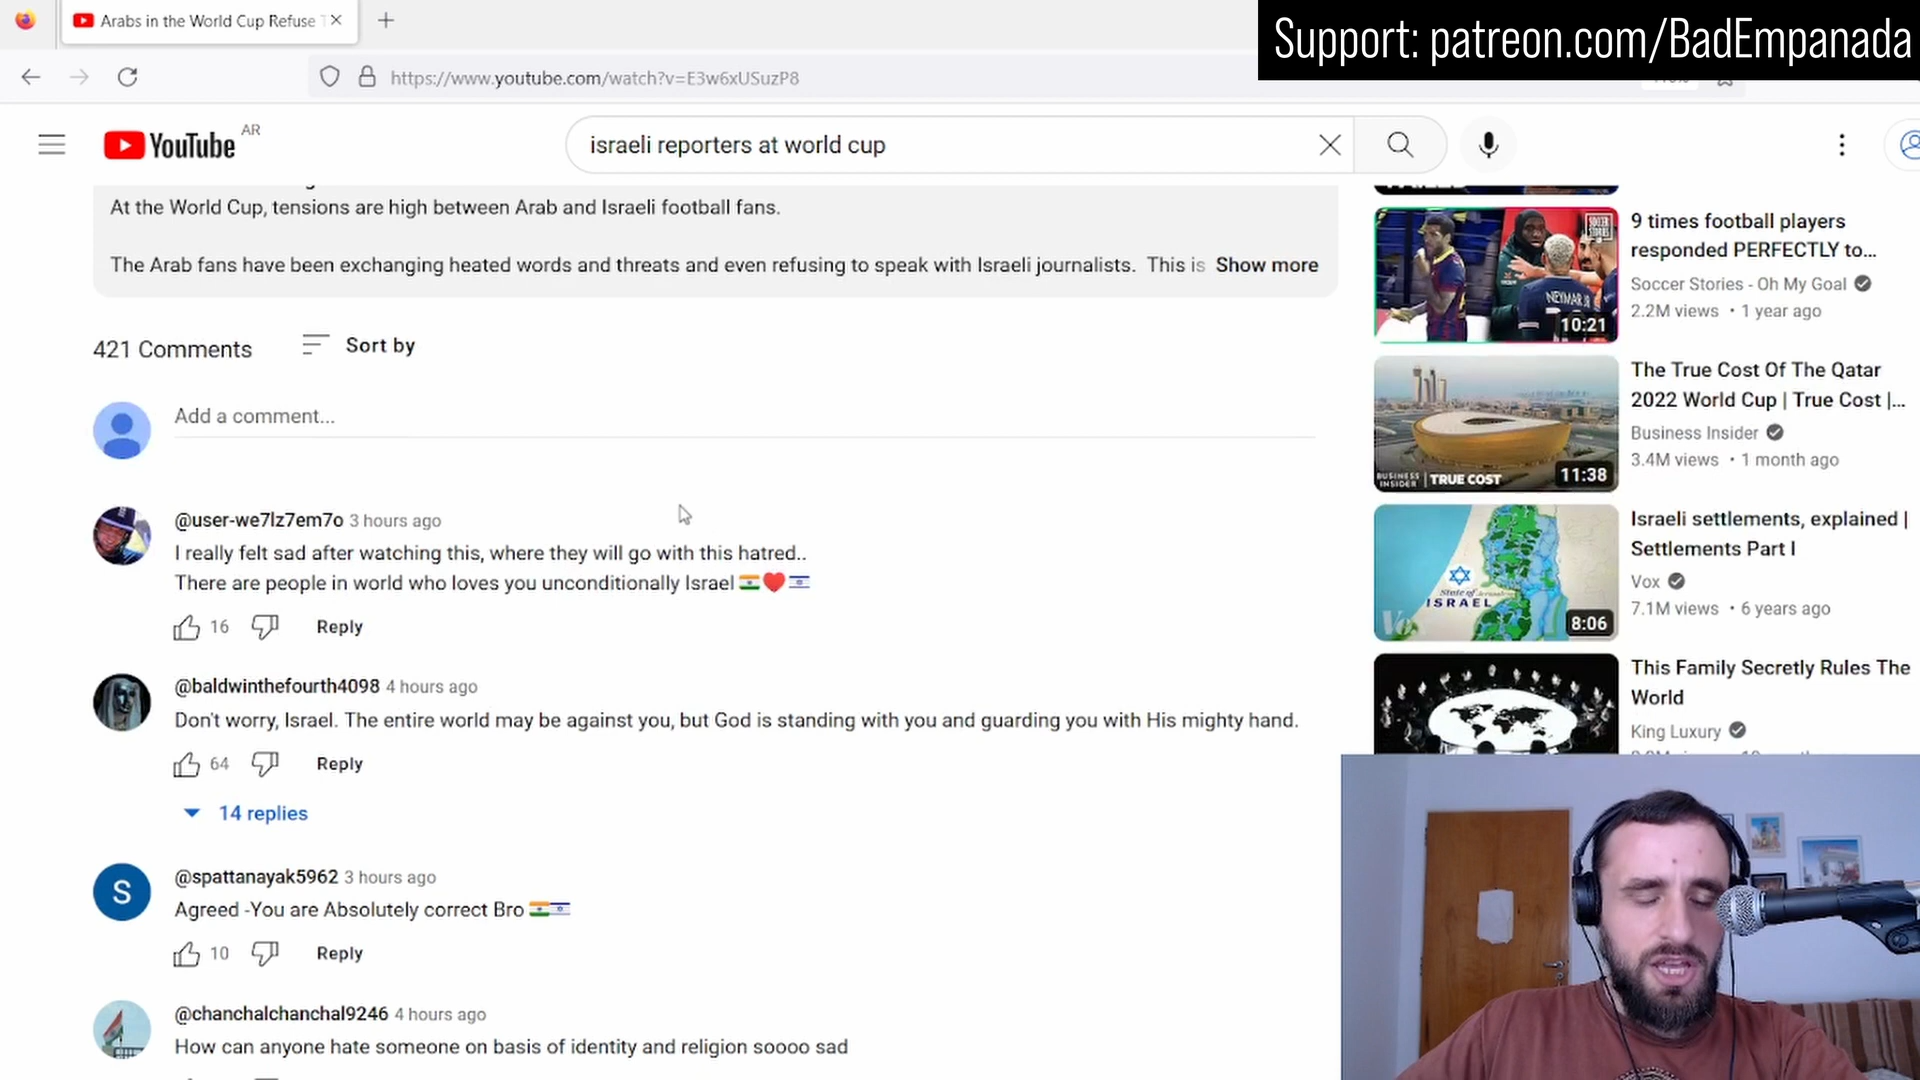 Arabs in the World Cup Refuse
Support: patreon.com/BadEmpanada
https://www.youtube.com/watch?v=E3w6xUSuzP8
YouTube
AR
israeli reporters at world cup
At the World Cup, tensions are high between Arab and Israeli football fans.
The Arab fans have been exchanging heated words and threats and even refusing to speak with Israeli journalists. This is Show more
421 Comments
Sort by
Add a comment...
@user-we7lz7em7o 3 hours ago
I really felt sad after watching this, where they will go with this hatred..
There are people in world who loves you unconditionally Israel 🇮🇳❤️🇮🇱
16
Reply
@baldwinthefourth4098 4 hours ago
Don't worry, Israel. The entire world may be against you, but God is standing with you and guarding you with His mighty hand.
64
Reply
14 replies
S
@spattanayak5962 3 hours ago
Agreed -You are Absolutely correct Bro 🇮🇳🇮🇱
10
Reply
@chanchalchanchal9246 4 hours ago
How can anyone hate someone on basis of identity and religion soooo sad
SOCCER STORIES
NEYMAR JR
10:21
9 times football players
responded PERFECTLY to...
Soccer Stories - Oh My Goal
2.2M views • 1 year ago
BUSINESS INSIDER TRUE COST
11:38
The True Cost Of The Qatar
2022 World Cup | True Cost |...
Business Insider
3.4M views • 1 month ago
State of
ISRAEL
Vox
8:06
Israeli settlements, explained |
Settlements Part I
Vox
7.1M views • 6 years ago
This Family Secretly Rules The
World
King Luxury